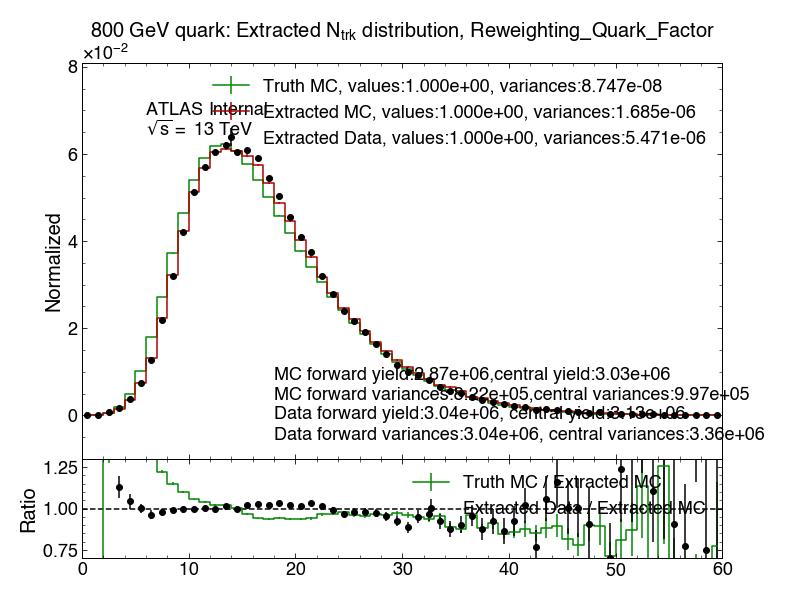 800 GeV quark: Extracted Ntrk distribution, Reweighting_Quark_Factor
×10−2
8
Truth MC, values:1.000e+00, variances:8.747e-08
ATLAS Internal
Extracted MC, values:1.000e+00, variances:1.685e-06
√s = 13 TeV
Extracted Data, values:1.000e+00, variances:5.471e-06
6
Normalized
4
2
MC forward yield:2.87e+06,central yield:3.03e+06
MC forward variances:8.22e+05,central variances:9.97e+05
Data forward yield:3.04e+06, central yield:3.13e+06
0
Data forward variances:3.04e+06, central variances:3.36e+06
1.25
Truth MC / Extracted MC
Ratio
1.00
Extracted Data / Extracted MC
0.75
0 10 20 30 40 50 60